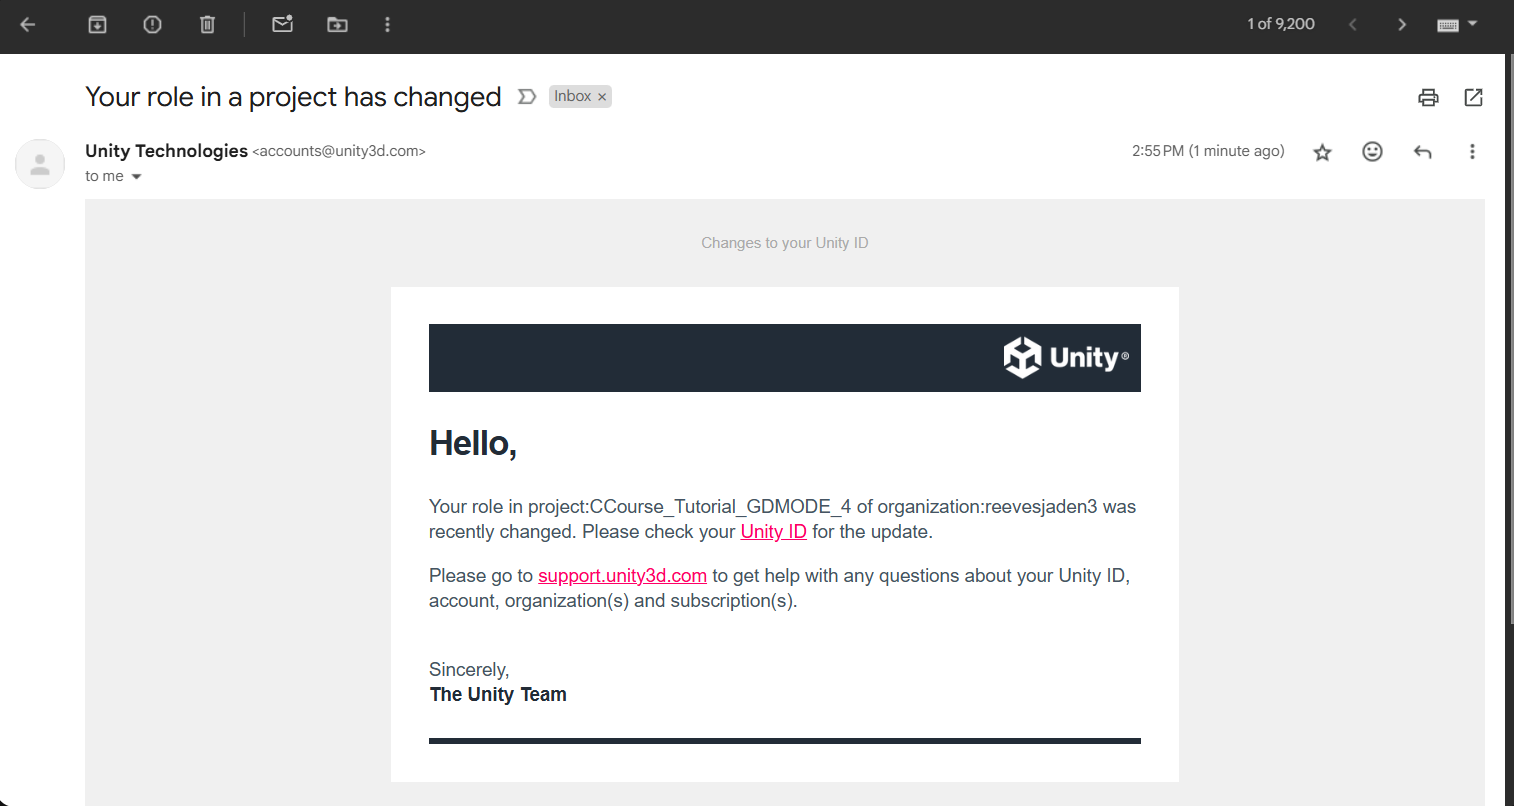 1 of 9,200
Your role in a project has changed
Inbox ×
Unity Technologies <accounts@unity3d.com>
2:55 PM (1 minute ago)
to me
Changes to your Unity ID
Unity®
Hello,
Your role in project:CCourse_Tutorial_GDMODE_4 of organization:reevesjaden3 was
recently changed. Please check your Unity ID for the update.
Please go to support.unity3d.com to get help with any questions about your Unity ID,
account, organization(s) and subscription(s).
Sincerely,
The Unity Team